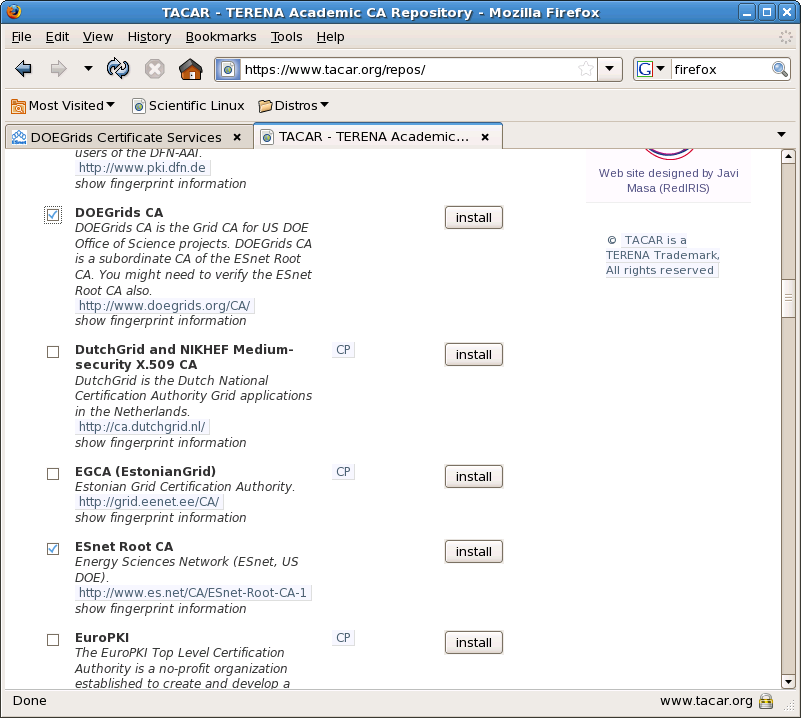 TACAR - TERENA Academic CA Repository - Mozilla Firefox
File Edit View History Bookmarks Tools Help
https://www.tacar.org/repos/
G firefox
Most Visited Scientific Linux Distros
DOEGrids Certificate Services × TACAR - TERENA Academic... ×
users of the DFN-AAI.
http://www.pki.dfn.de
show fingerprint information
DOEGrids CA install
DOEGrids CA is the Grid CA for US DOE
Office of Science projects. DOEGrids CA
is a subordinate CA of the ESnet Root
CA. You might need to verify the ESnet
Root CA also.
http://www.doegrids.org/CA/
show fingerprint information
DutchGrid and NIKHEF Medium- CP install
security X.509 CA
DutchGrid is the Dutch National
Certification Authority Grid applications
in the Netherlands.
http://ca.dutchgrid.nl/
show fingerprint information
EGCA (EstonianGrid) CP install
Estonian Grid Certification Authority.
http://grid.eenet.ee/CA/
show fingerprint information
ESnet Root CA install
Energy Sciences Network (ESnet, US
DOE).
http://www.es.net/CA/ESnet-Root-CA-1
show fingerprint information
EuroPKI CP install
The EuroPKI Top Level Certification
Authority is a no-profit organization
established to create and develop a
Web site designed by Javi
Masa (RedIRIS)
© TACAR is a
TERENA Trademark,
All rights reserved
Done www.tacar.org